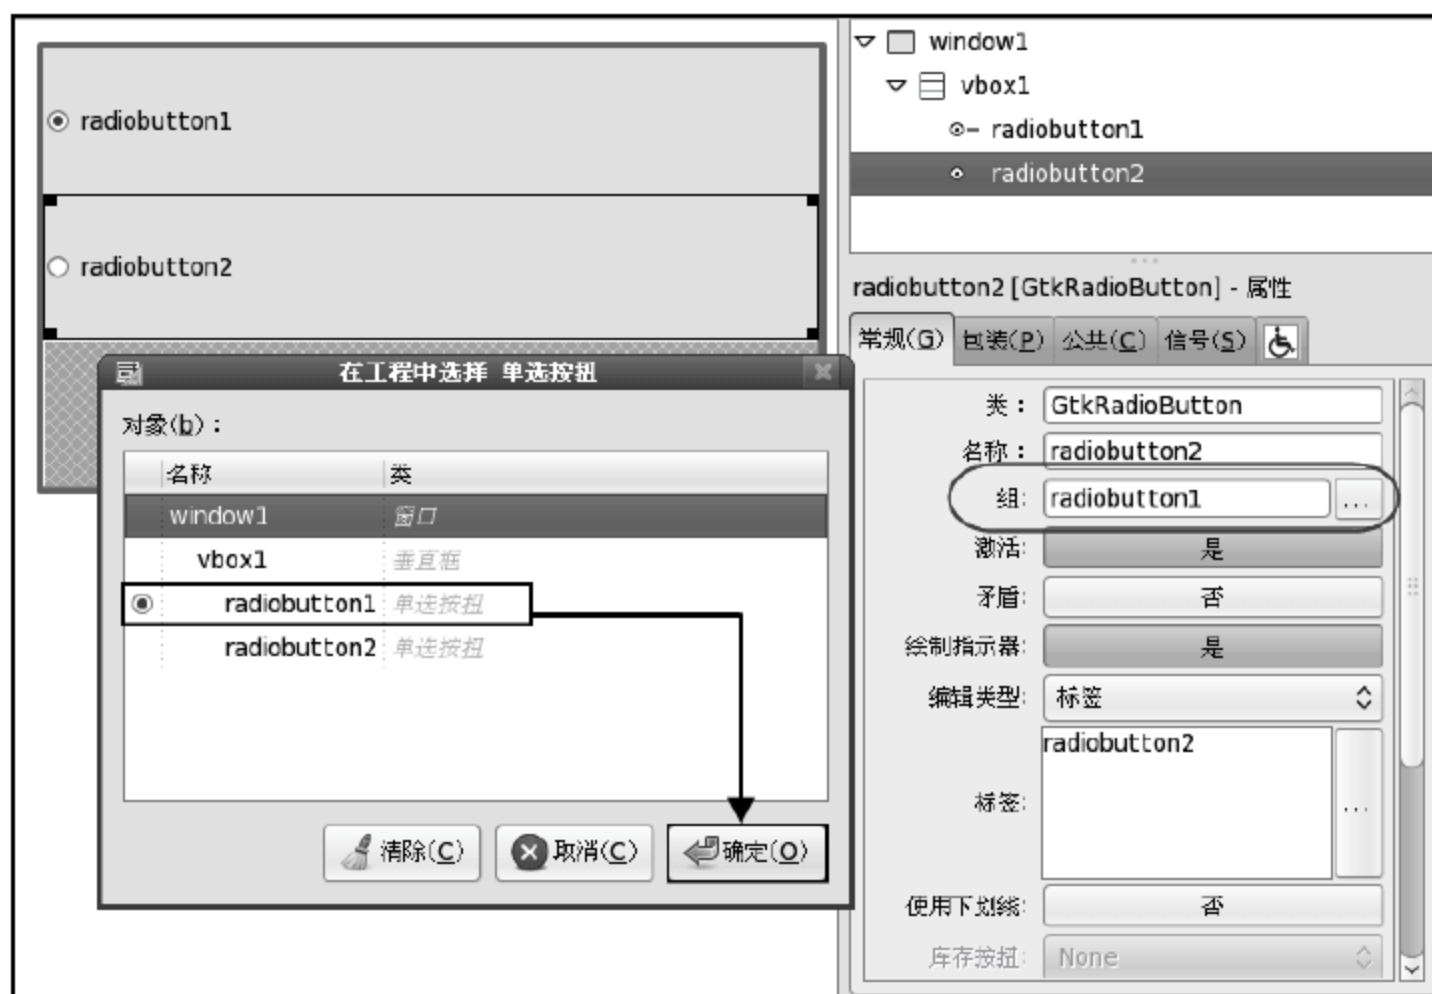 radiobutton1
radiobutton2
window1
vbox1
radiobutton1
radiobutton2
radiobutton2 [GtkRadioButton] - 属性
常规(G) 包装(P) 公共(C) 信号(S)
类： GtkRadioButton
名称： radiobutton2
组: radiobutton1 ...
激活: 是
矛盾: 否
绘制指示器: 是
编辑类型: 标签
标签: radiobutton2 ...
使用下划线: 否
库存按钮: None
在工程中选择 单选按钮
对象(b)：
名称 类
window1 窗口
vbox1 垂直框
radiobutton1 单选按钮
radiobutton2 单选按钮
清除(C) 取消(C) 确定(O)